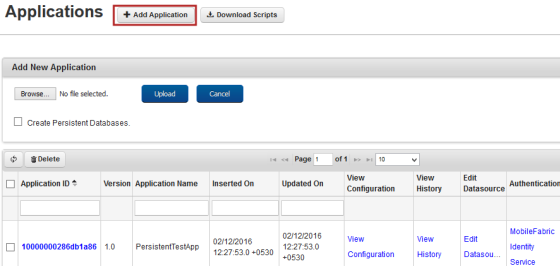 Applications + Add Application Download Scripts
Add New Application
Browse... No file selected. Upload Cancel
Create Persistent Databases.
Delete Page 1 of 1 10
Application ID Version Application Name Inserted On Updated On View Configuration View History Edit Datasource Authentication
10000000286db1a86 1.0 PersistentTestApp 02/12/2016 12:27:53.0 +0530 02/12/2016 12:27:53.0 +0530 View Configuration View History Edit Datasou... MobileFabric Identity Service